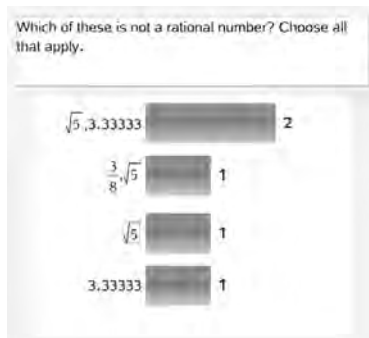 Which of these is not a rational number? Choose all
that apply.
√5,3.33333 2
3/8,√5 1
√5 1
3.33333 1